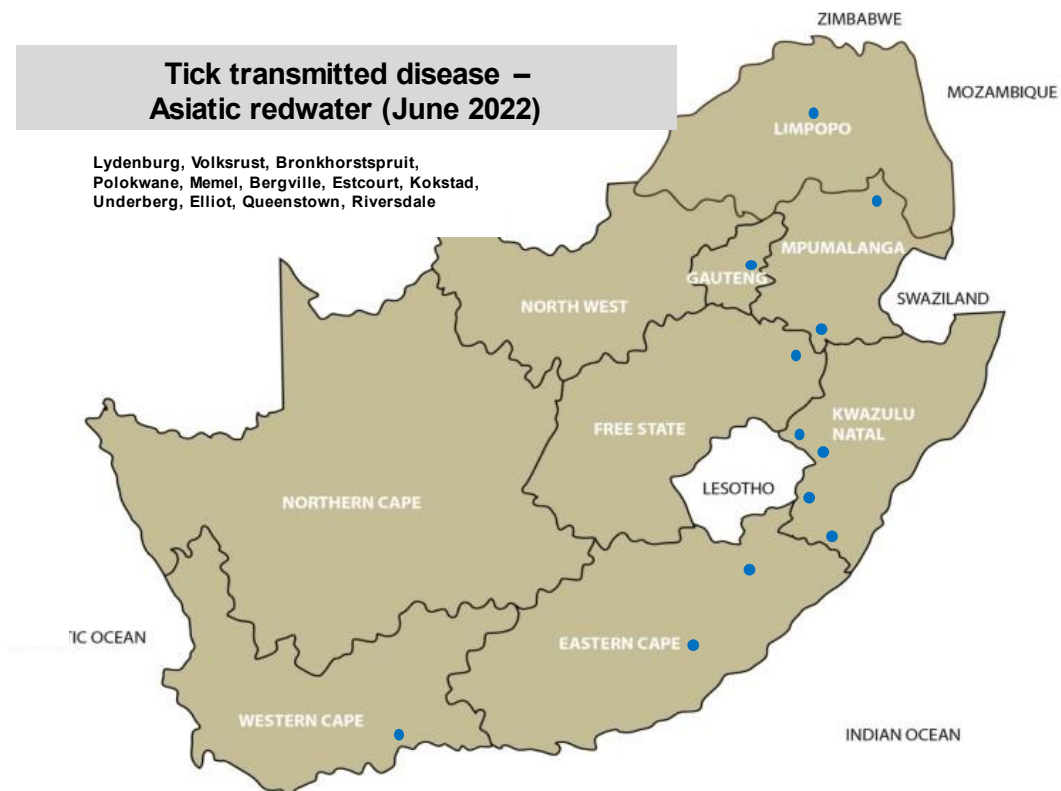 ZIMBABWE
Tick transmitted disease –
Asiatic redwater (June 2022)
MOZAMBIQUE
LIMPOPO
Lydenburg, Volksrust, Bronkhorstspruit,
Polokwane, Memel, Bergville, Estcourt, Kokstad,
Underberg, Elliot, Queenstown, Riversdale
MPUMALANGA
GAUTENG
SWAZILAND
NORTH WEST
KWAZULU
NATAL
FREE STATE
LESOTHO
NORTHERN CAPE
TIC OCEAN
EASTERN CAPE
WESTERN CAPE
INDIAN OCEAN